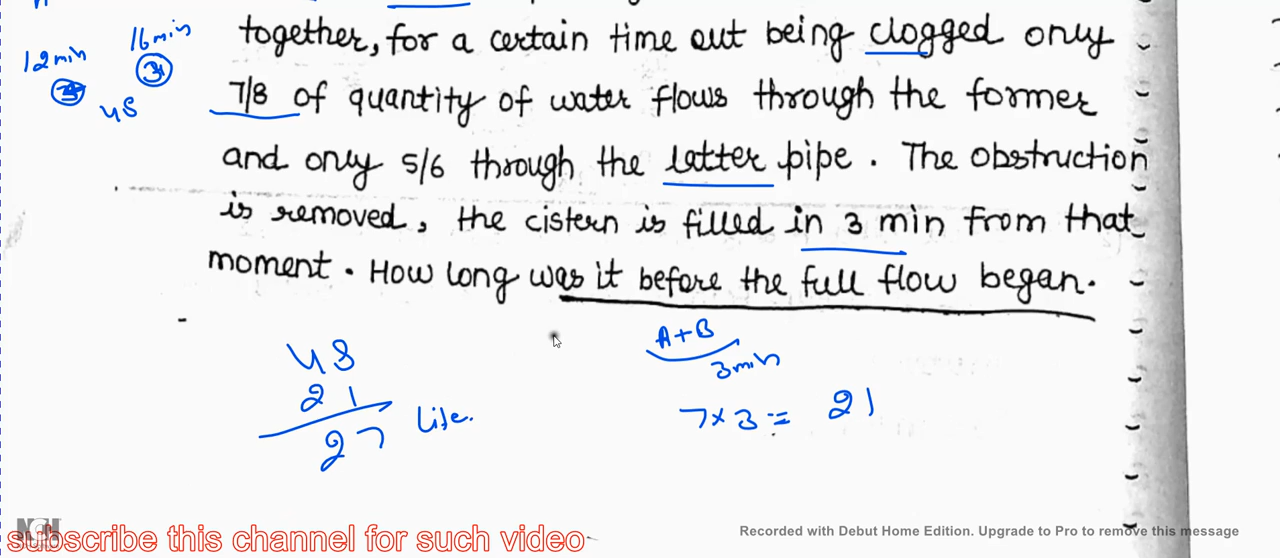 together, for a certain time out being clogged only
7/8 of quantity of water flows through the former
and only 5/6 through the latter pipe. The obstruction
is removed, the cistern is filled in 3 min from that
moment. How long was it before the full flow began.
12min
16min
48
48
21
27
A+B
3min
7×3= 21
subscribe this channel for such video
Recorded with Debut Home Edition. Upgrade to Pro to remove this message